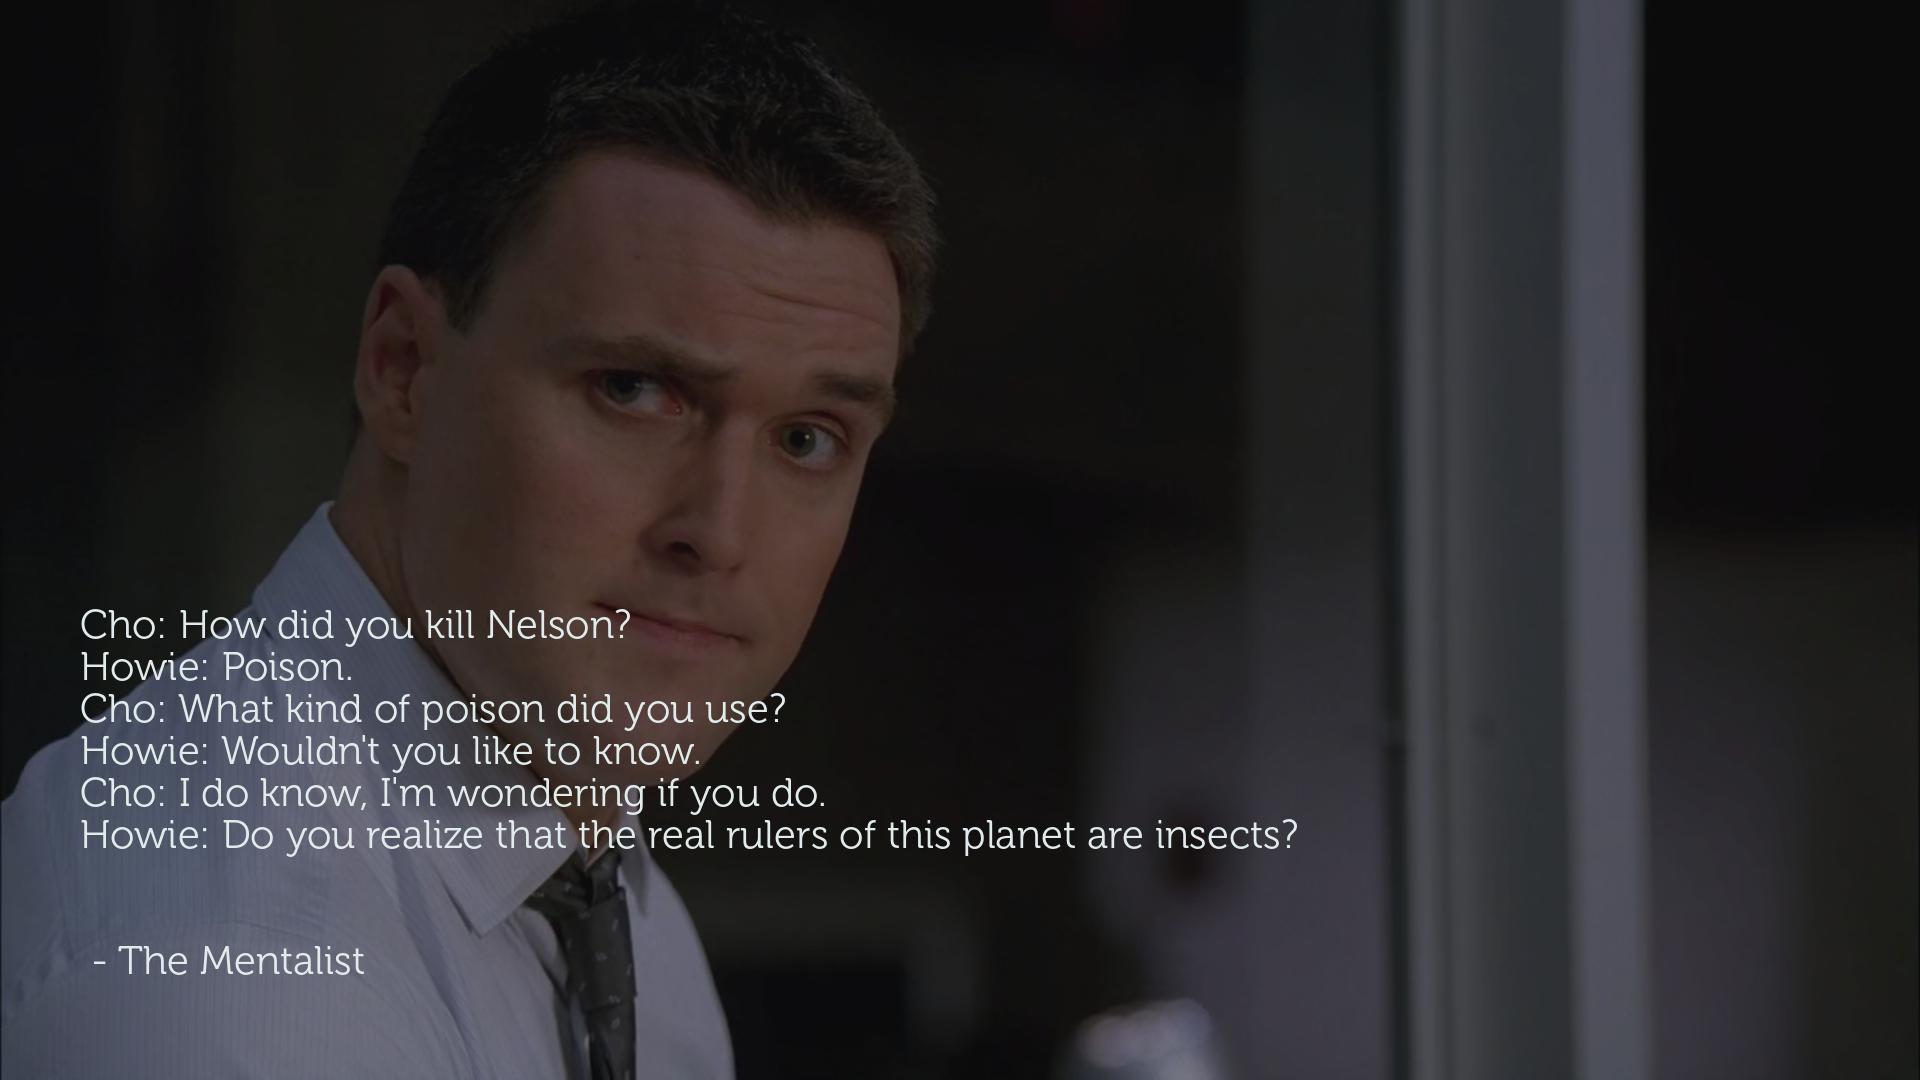 Cho: How did you kill Nelson?
Howie: Poison.
Cho: What kind of poison did you use?
Howie: Wouldn't you like to know.
Cho: I do know, I'm wondering if you do.
Howie: Do you realize that the real rulers of this planet are insects?
- The Mentalist